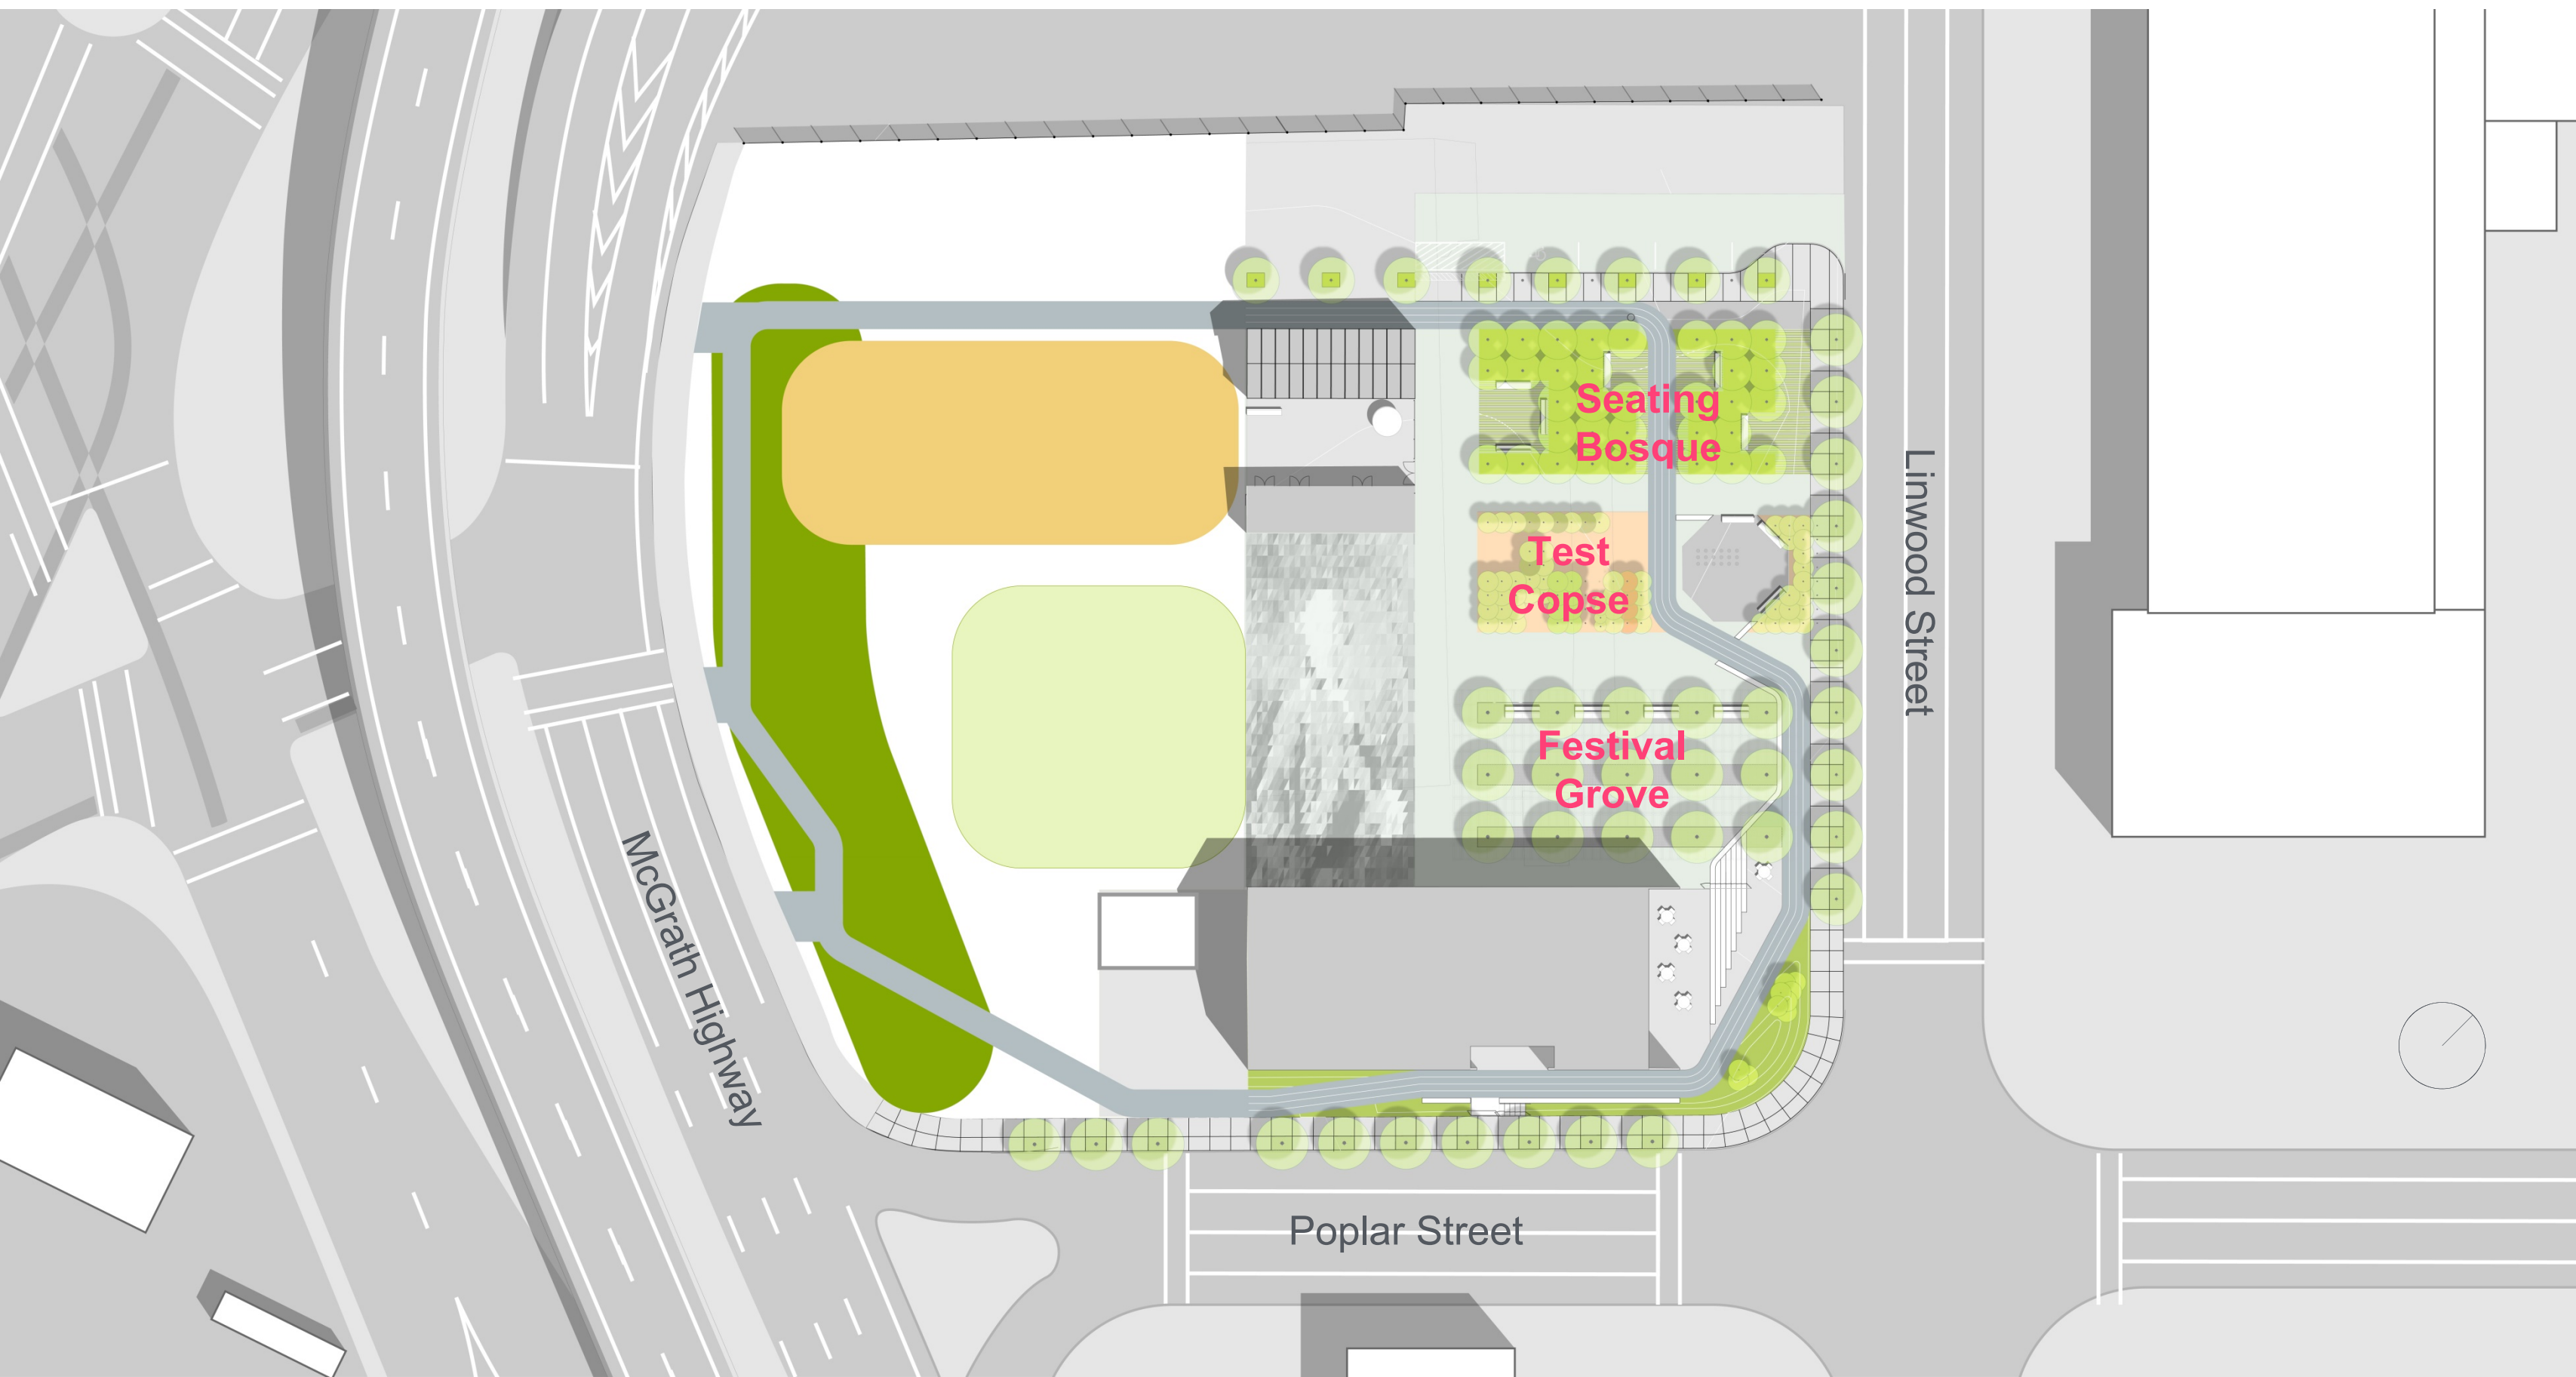 Seating
Bosque
Test
Copse
Festival
Grove
Linwood Street
McGrath Highway
Poplar Street